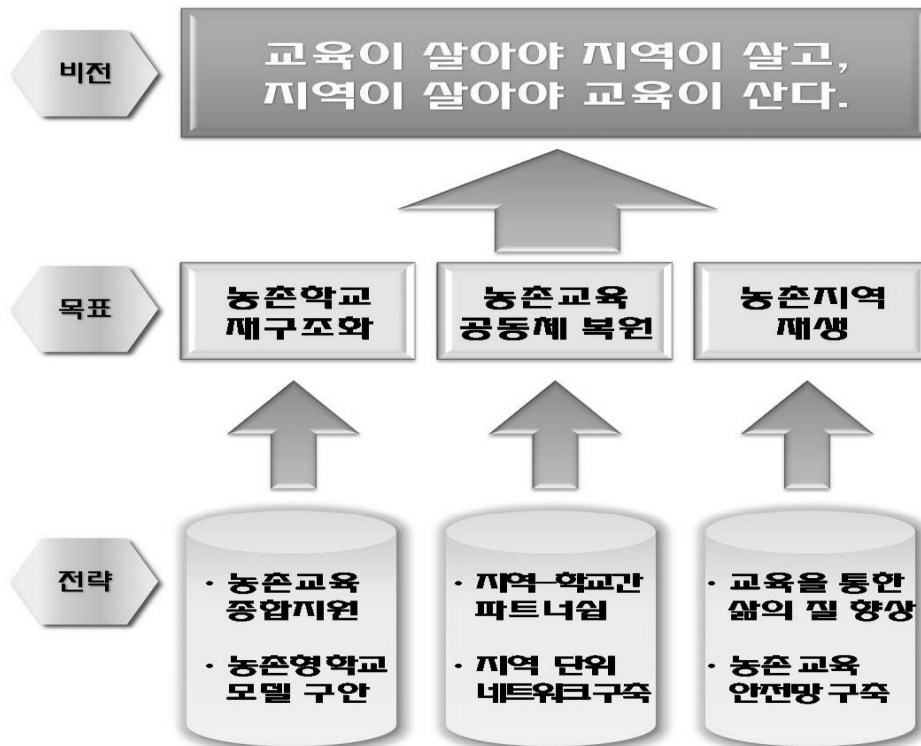 비전
교육이 살아야 지역이 살고,
지역이 살아야 교육이 산다.
목표
농촌학교
재구조화
농촌교육
공동체 복원
농촌지역
재생
전략
· 농촌교육
종합지원
· 농촌형학교
모델 구안
· 지역-학교간
파트너쉽
· 지역 단위
네트워크구축
· 교육을 통한
삶의 질 향상
· 농촌 교육
안전망 구축